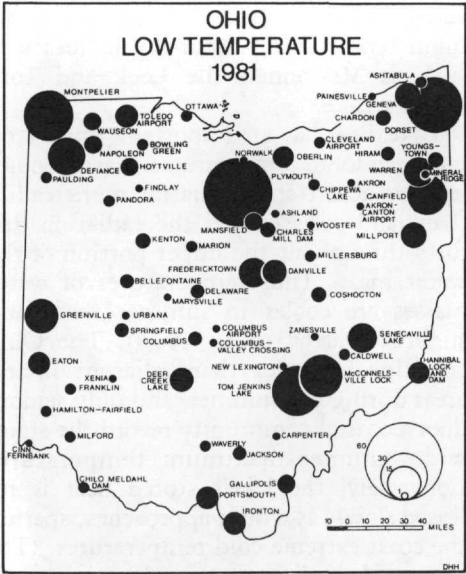 OHIO
LOW TEMPERATURE
1981
ASHTABULA
MONTPELIER
PAINESVILLE
GENEVA
OTTAWA
CHARDON
TOLEDO
AIRPORT
DORSET
WAUSEON
CLEVELAND
AIRPORT
YOUNGS-
TOWN
BOWLING
GREEN
NAPOLEON
NORWALK
OBERLIN
HIRAM
DEFIANCE
HOYTVILLE
WARREN
MINERAL
RIDGE
PAULDING
PLYMOUTH
CHIPPEWA
LAKE
AKRON
CANFIELD
FINDLAY
PANDORA
AKRON-
CANTON
AIRPORT
ASHLAND
MANSFIELD
WOOSTER
CHARLES
MILL DAM
MILLPORT
KENTON
MARION
MILLERSBURG
FREDERICKTOWN
DANVILLE
BELLEFONTAINE
DELAWARE
COSHOCTON
MARYSVILLE
GREENVILLE
URBANA
SPRINGFIELD
COLUMBUS
AIRPORT
ZANESVILLE
SENECAVILLE
LAKE
COLUMBUS
COLUMBUS-
VALLEY CROSSING
CALDWELL
EATON
HANNIBAL
LOCK
AND
DAM
NEW LEXINGTON
XENIA
DEER
CREEK
LAKE
McCONNELS-
VILLE LOCK
FRANKLIN
TOM JENKINS
LAKE
HAMILTON-FAIRFIELD
MILFORD
CARPENTER
CINN
FERNBANK
WAVERLY
JACKSON
60
30
15
1
0
CHILO MELDAHL
DAM
GALLIPOLIS
PORTSMOUTH
IRONTON
10 0 10 20 30 40
MILES
DHH